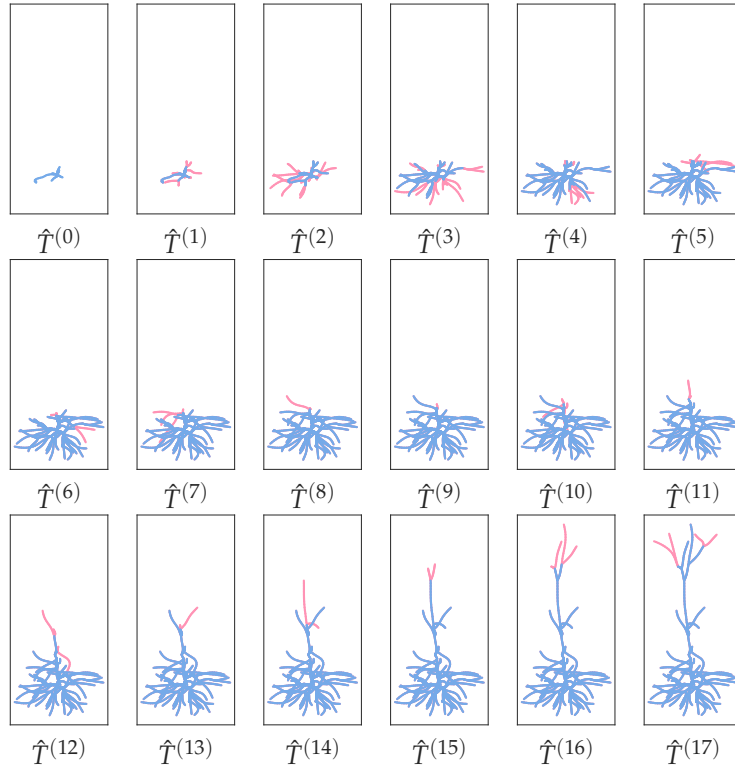 T̂(0) T̂(1) T̂(2) T̂(3) T̂(4) T̂(5)
T̂(6) T̂(7) T̂(8) T̂(9) T̂(10) T̂(11)
T̂(12) T̂(13) T̂(14) T̂(15) T̂(16) T̂(17)